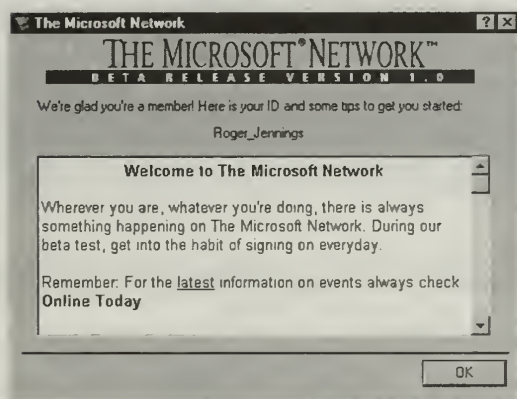 The Microsoft Network
? ×
THE MICROSOFT® NETWORK™
BETA RELEASE VERSION 1.0
We're glad you're a member! Here is your ID and some tips to get you started:
Roger_Jennings
Welcome to The Microsoft Network
Wherever you are, whatever you're doing, there is always
something happening on The Microsoft Network. During our
beta test, get into the habit of signing on everyday.
Remember: For the latest information on events always check
Online Today
OK